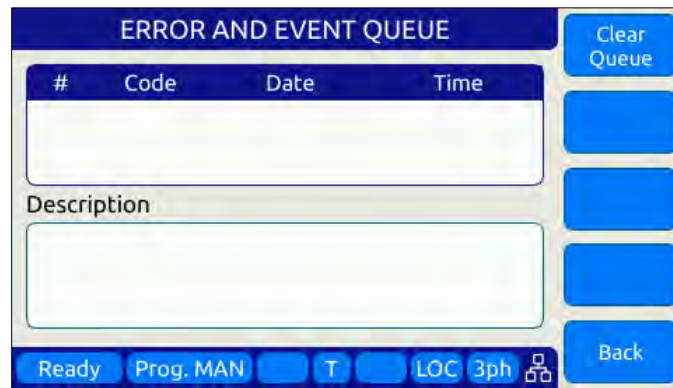 ERROR AND EVENT QUEUE
Clear
Queue
# Code Date Time
Description
Ready Prog. MAN T LOC 3ph
Back